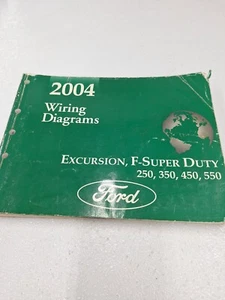 2004
Wiring
Diagrams
EXCURSION, F-SUPER DUTY
250, 350, 450, 550
Ford